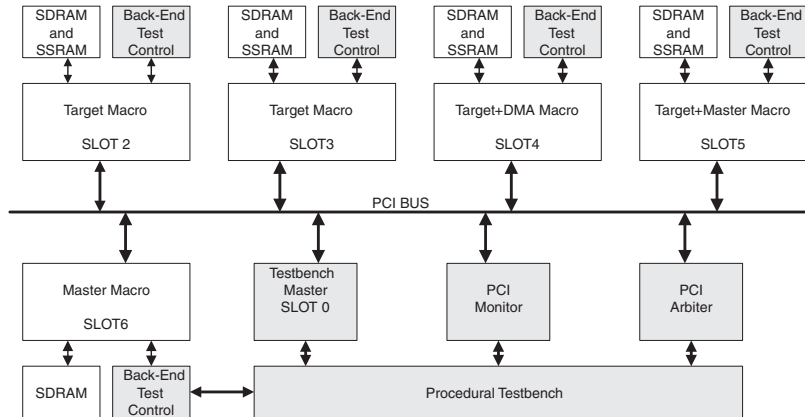 SDRAM
and
SSRAM
Back-End
Test
Control
SDRAM
and
SSRAM
Back-End
Test
Control
SDRAM
and
SSRAM
Back-End
Test
Control
SDRAM
and
SSRAM
Back-End
Test
Control
Target Macro
SLOT 2
Target Macro
SLOT3
Target+DMA Macro
SLOT4
Target+Master Macro
SLOT5
PCI BUS
Master Macro
SLOT6
Testbench
Master
SLOT 0
PCI
Monitor
PCI
Arbiter
SDRAM
Back-End
Test
Control
Procedural Testbench